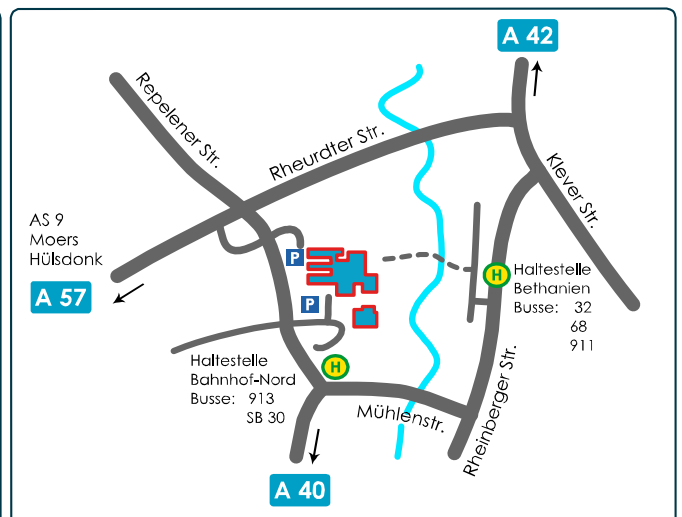 A 42
Repelener Str.
Rheurdter Str.
Klever Str.
AS 9
Moers
Hülsdonk
A 57
P
P
H
Haltestelle
Bethanien
Busse: 32
68
911
Haltestelle
Bahnhof-Nord
Busse: 913
SB 30
H
Mühlenstr.
Rheinberger Str.
A 40